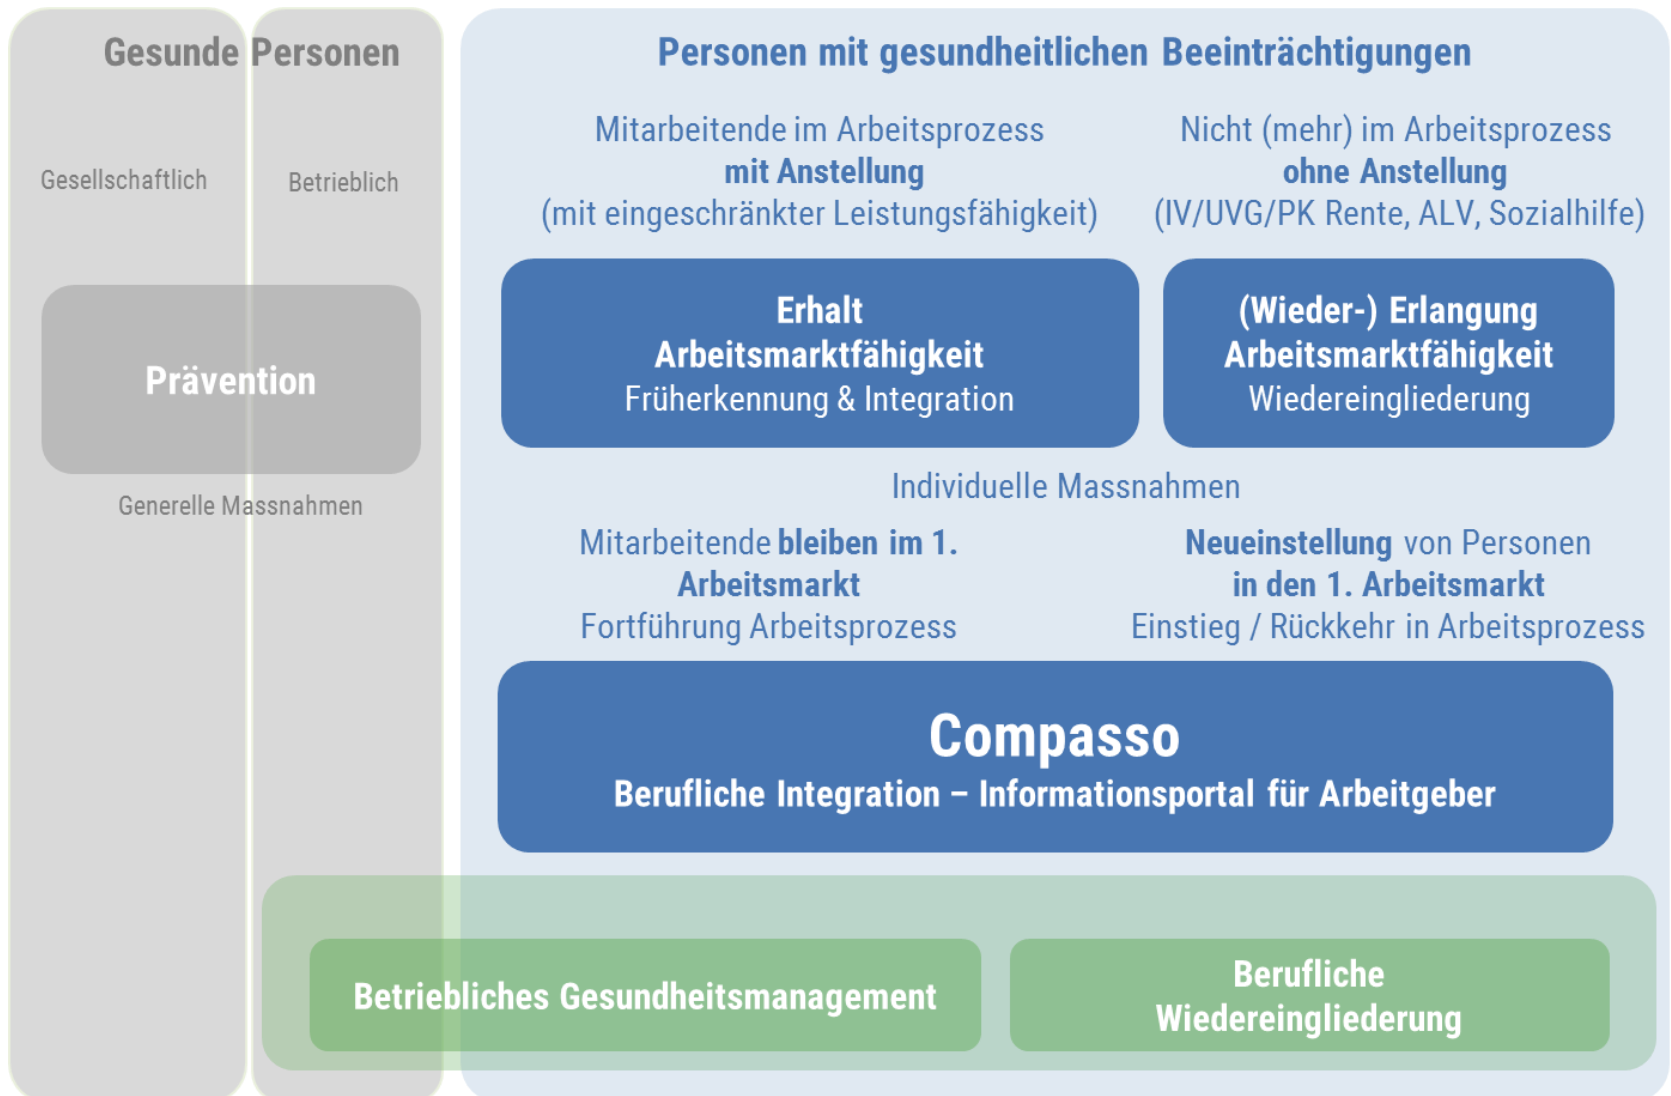 Gesunde Personen
Gesellschaftlich
Betrieblich
Prävention
Generelle Massnahmen
Personen mit gesundheitlichen Beeinträchtigungen
Mitarbeitende im Arbeitsprozess
mit Anstellung
(mit eingeschränkter Leistungsfähigkeit)
Nicht (mehr) im Arbeitsprozess
ohne Anstellung
(IV/UVG/PK Rente, ALV, Sozialhilfe)
Erhalt
Arbeitsmarktfähigkeit
Früherkennung & Integration
(Wieder-) Erlangung
Arbeitsmarktfähigkeit
Wiedereingliederung
Individuelle Massnahmen
Mitarbeitende bleiben im 1.
Arbeitsmarkt
Fortführung Arbeitsprozess
Neueinstellung von Personen
in den 1. Arbeitsmarkt
Einstieg / Rückkehr in Arbeitsprozess
Compasso
Berufliche Integration – Informationsportal für Arbeitgeber
Betriebliches Gesundheitsmanagement
Berufliche
Wiedereingliederung